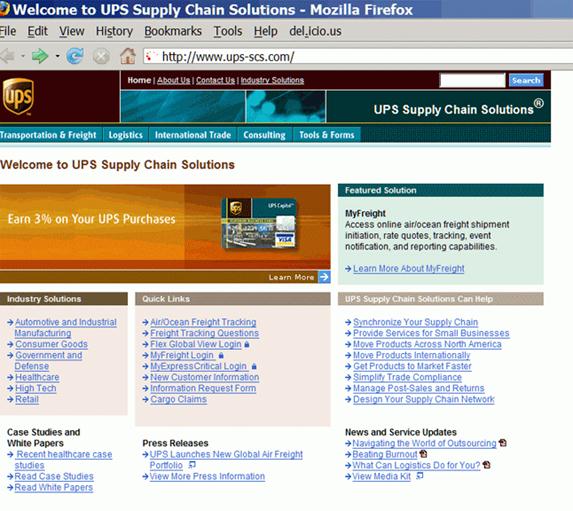 Welcome to UPS Supply Chain Solutions - Mozilla Firefox
File Edit View History Bookmarks Tools Help del.icio.us
http://www.ups-scs.com/
ups
Home | About Us | Contact Us | Industry Solutions
Search
UPS Supply Chain Solutions®
Transportation & Freight Logistics International Trade Consulting Tools & Forms
Welcome to UPS Supply Chain Solutions
Earn 3% on Your UPS Purchases
UPS Capital
VISA
Learn More
Featured Solution
MyFreight
Access online air/ocean freight shipment
initiation, rate quotes, tracking, event
notification, and reporting capabilities.
Learn More About MyFreight
Industry Solutions
Automotive and Industrial
Manufacturing
Consumer Goods
Government and
Defense
Healthcare
High Tech
Retail
Quick Links
Air/Ocean Freight Tracking
Freight Tracking Questions
Flex Global View Login
MyFreight Login
MyExpressCritical Login
New Customer Information
Information Request Form
Cargo Claims
UPS Supply Chain Solutions Can Help
Synchronize Your Supply Chain
Provide Services for Small Businesses
Move Products Across North America
Move Products Internationally
Get Products to Market Faster
Simplify Trade Compliance
Manage Post-Sales and Returns
Design Your Supply Chain Network
Case Studies and
White Papers
Recent healthcare case
studies
Read Case Studies
Read White Papers
Press Releases
UPS Launches New Global Air Freight
Portfolio
View More Press Information
News and Service Updates
Navigating the World of Outsourcing
Beating Burnout
What Can Logistics Do for You?
View Media Kit